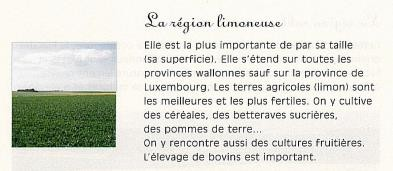 La région limoneuse
Elle est la plus importante de par sa taille
(sa superficie). Elle s'étend sur toutes les
provinces wallonnes sauf sur la province de
Luxembourg. Les terres agricoles (limon) sont
les meilleures et les plus fertiles. On y cultive
des céréales, des betteraves sucrières,
des pommes de terre...
On y rencontre aussi des cultures fruitières.
L'élevage de bovins est important.